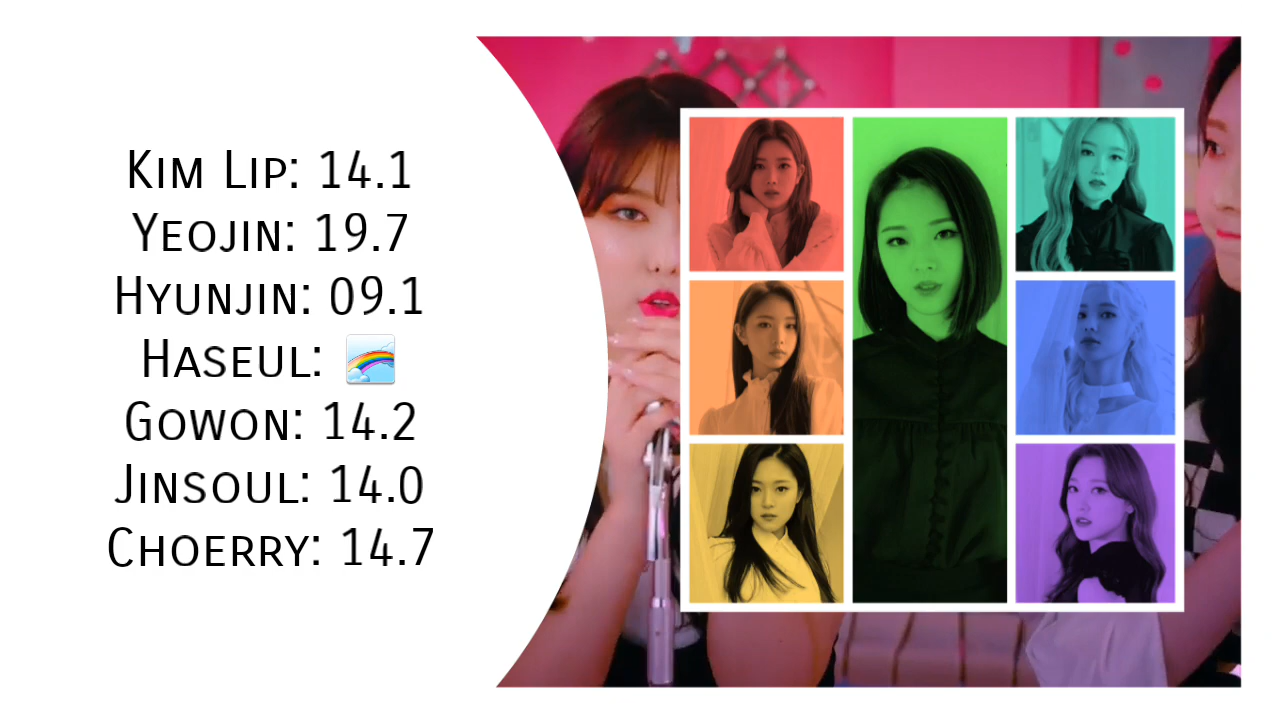 Kim Lip: 14.1
Yeojin: 19.7
Hyunjin: 09.1
Haseul: 🌈
Gowon: 14.2
Jinsoul: 14.0
Choerry: 14.7